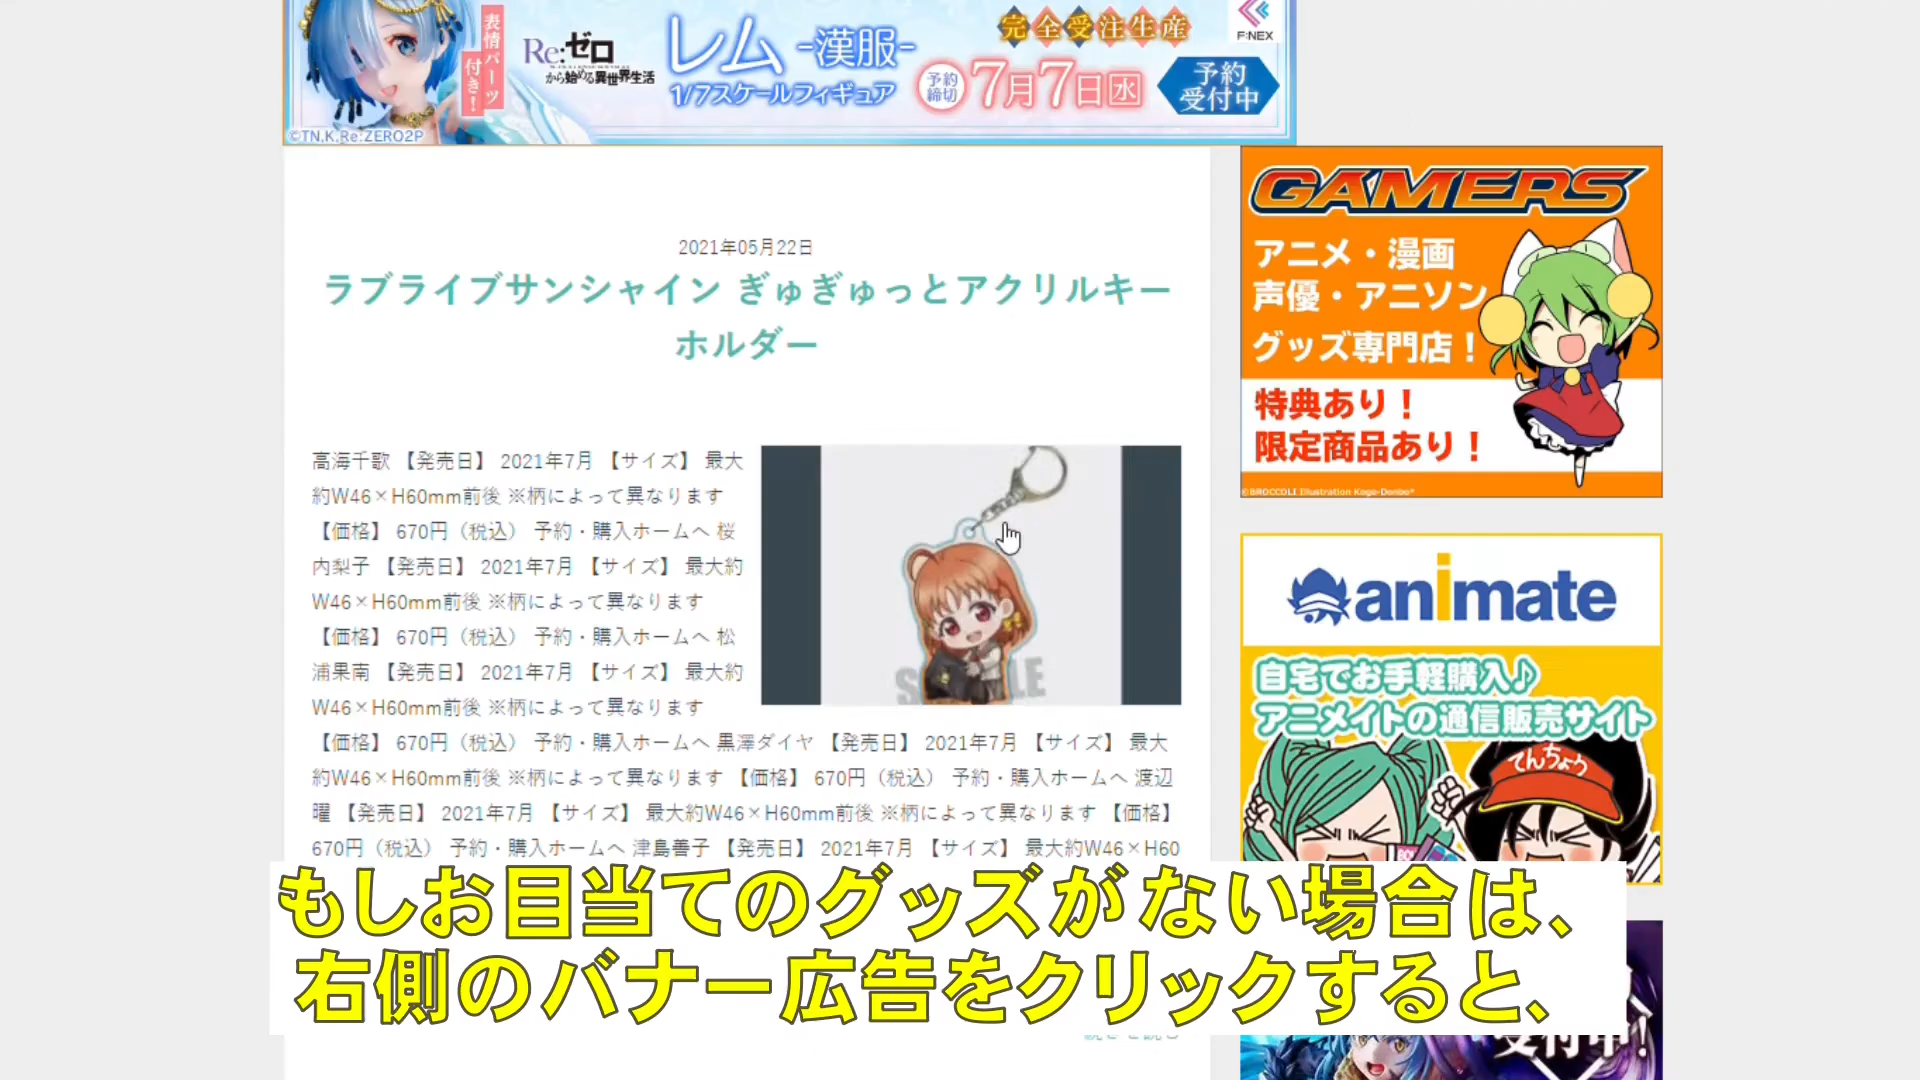 表情パーツ
付き!
Re:ゼロ
から始める異世界生活
レム -漢服-
1/7スケールフィギュア
完全受注生産
予約
締切
7月7日水
予約
受付中
F:NEX
©TN,K,Re:ZERO2P
2021年05月22日
ラブライブサンシャイン ぎゅぎゅっとアクリルキー
ホルダー
高海千歌 【発売日】 2021年7月 【サイズ】 最大
約W46×H60mm前後 ※柄によって異なります
【価格】 670円（税込） 予約・購入ホームへ 桜
内梨子 【発売日】 2021年7月 【サイズ】 最大約
W46×H60mm前後 ※柄によって異なります
【価格】 670円（税込） 予約・購入ホームへ 松
浦果南 【発売日】 2021年7月 【サイズ】 最大約
W46×H60mm前後 ※柄によって異なります
【価格】 670円（税込） 予約・購入ホームへ 黒澤ダイヤ 【発売日】 2021年7月 【サイズ】 最大
約W46×H60mm前後 ※柄によって異なります 【価格】 670円（税込） 予約・購入ホームへ 渡辺
曜 【発売日】 2021年7月 【サイズ】 最大約W46×H60mm前後 ※柄によって異なります 【価格】
670円（税込） 予約・購入ホームへ 津島善子 【発売日】 2021年7月 【サイズ】 最大約W46×H60
GAMERS
アニメ・漫画
声優・アニソン
グッズ専門店！
特典あり！
限定商品あり！
©BROCCOLI Illustration Koge-Donbo*
animate
自宅でお手軽購入♪
アニメイトの通信販売サイト
てんちょう
もしお目当てのグッズがない場合は、
右側のバナー広告をクリックすると、